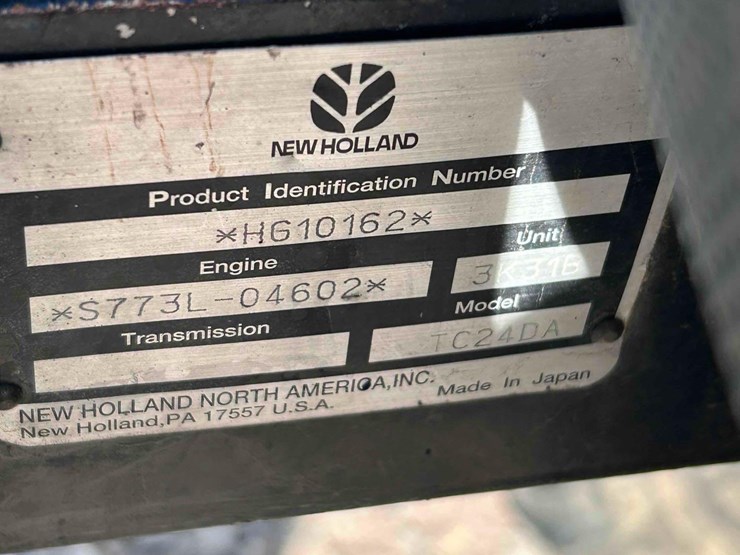 NEW HOLLAND
Product Identification Number
*HG10162*
Engine
Unit
*S773L-04602*
Transmission
Model
TC24DA
NEW HOLLAND NORTH AMERICA,INC.
New Holland,PA 17557 U.S.A.
Made In Japan